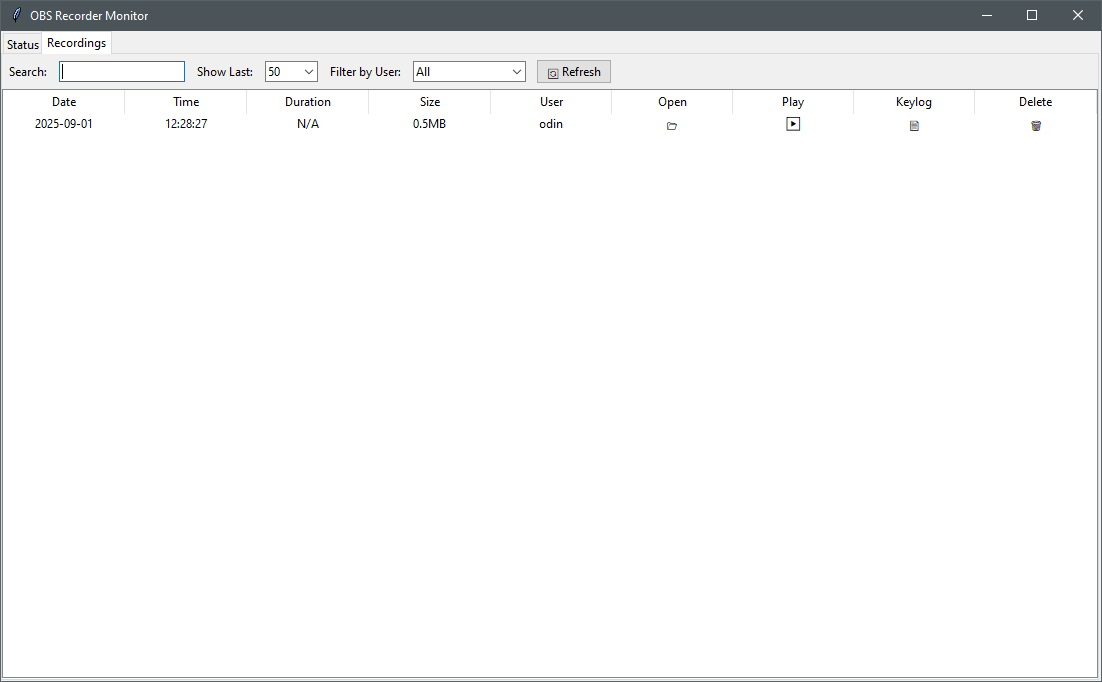 OBS Recorder Monitor
Status Recordings
Search: Show Last: 50 Filter by User: All Refresh
Date Time Duration Size User Open Play Keylog Delete
2025-09-01 12:28:27 N/A 0.5MB odin